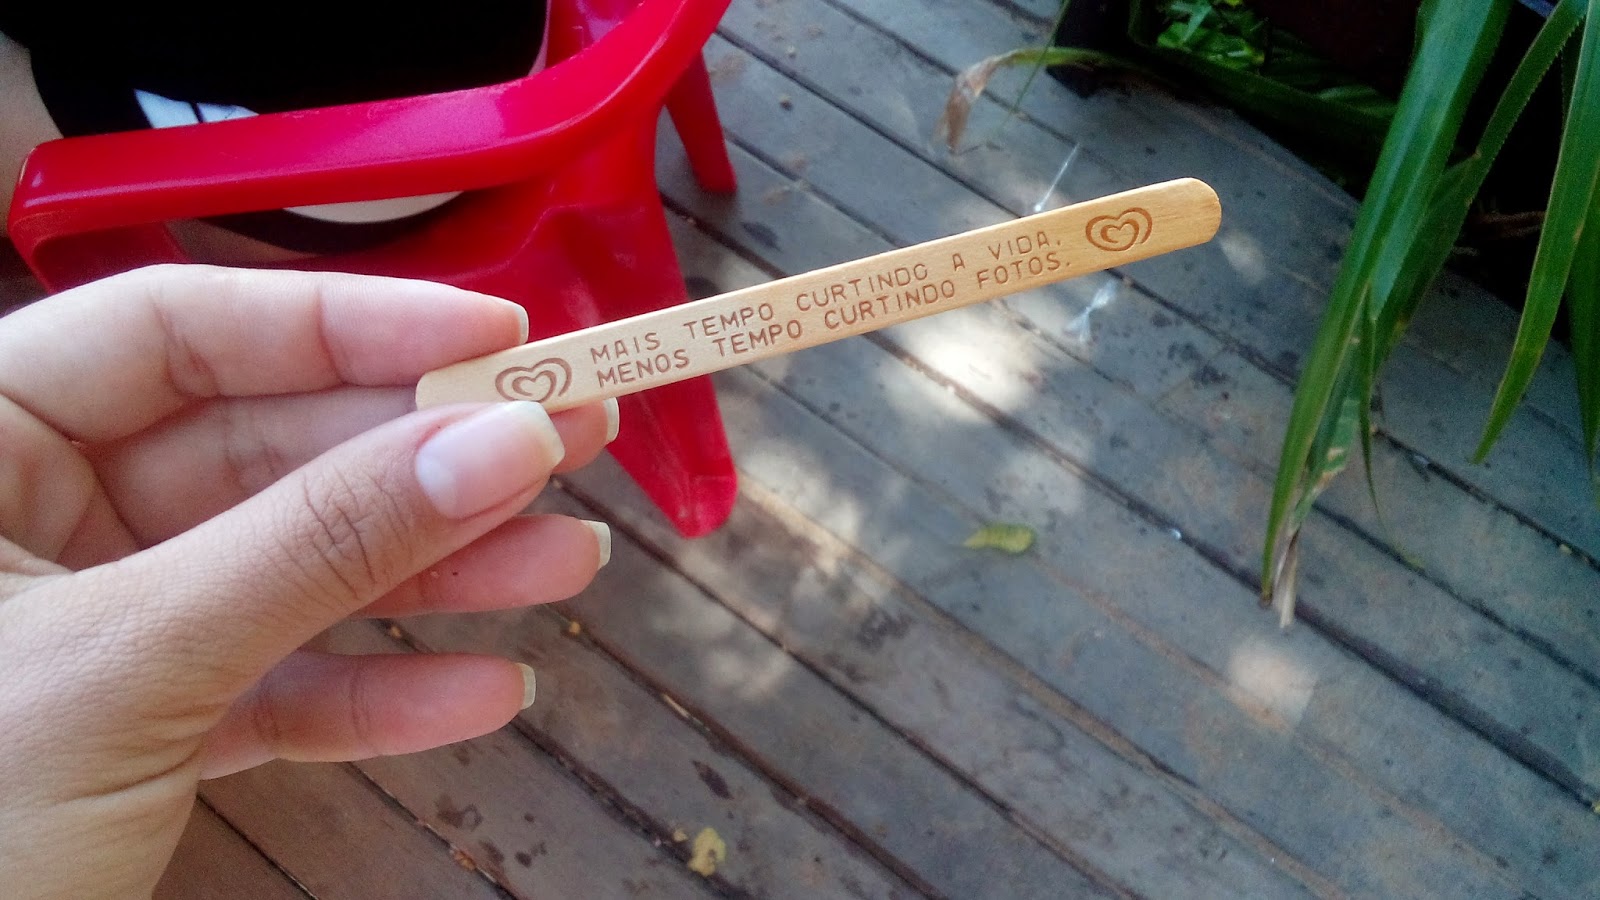 MAIS TEMPO CURTINDO A VIDA.
MENOS TEMPO CURTINDO FOTOS.